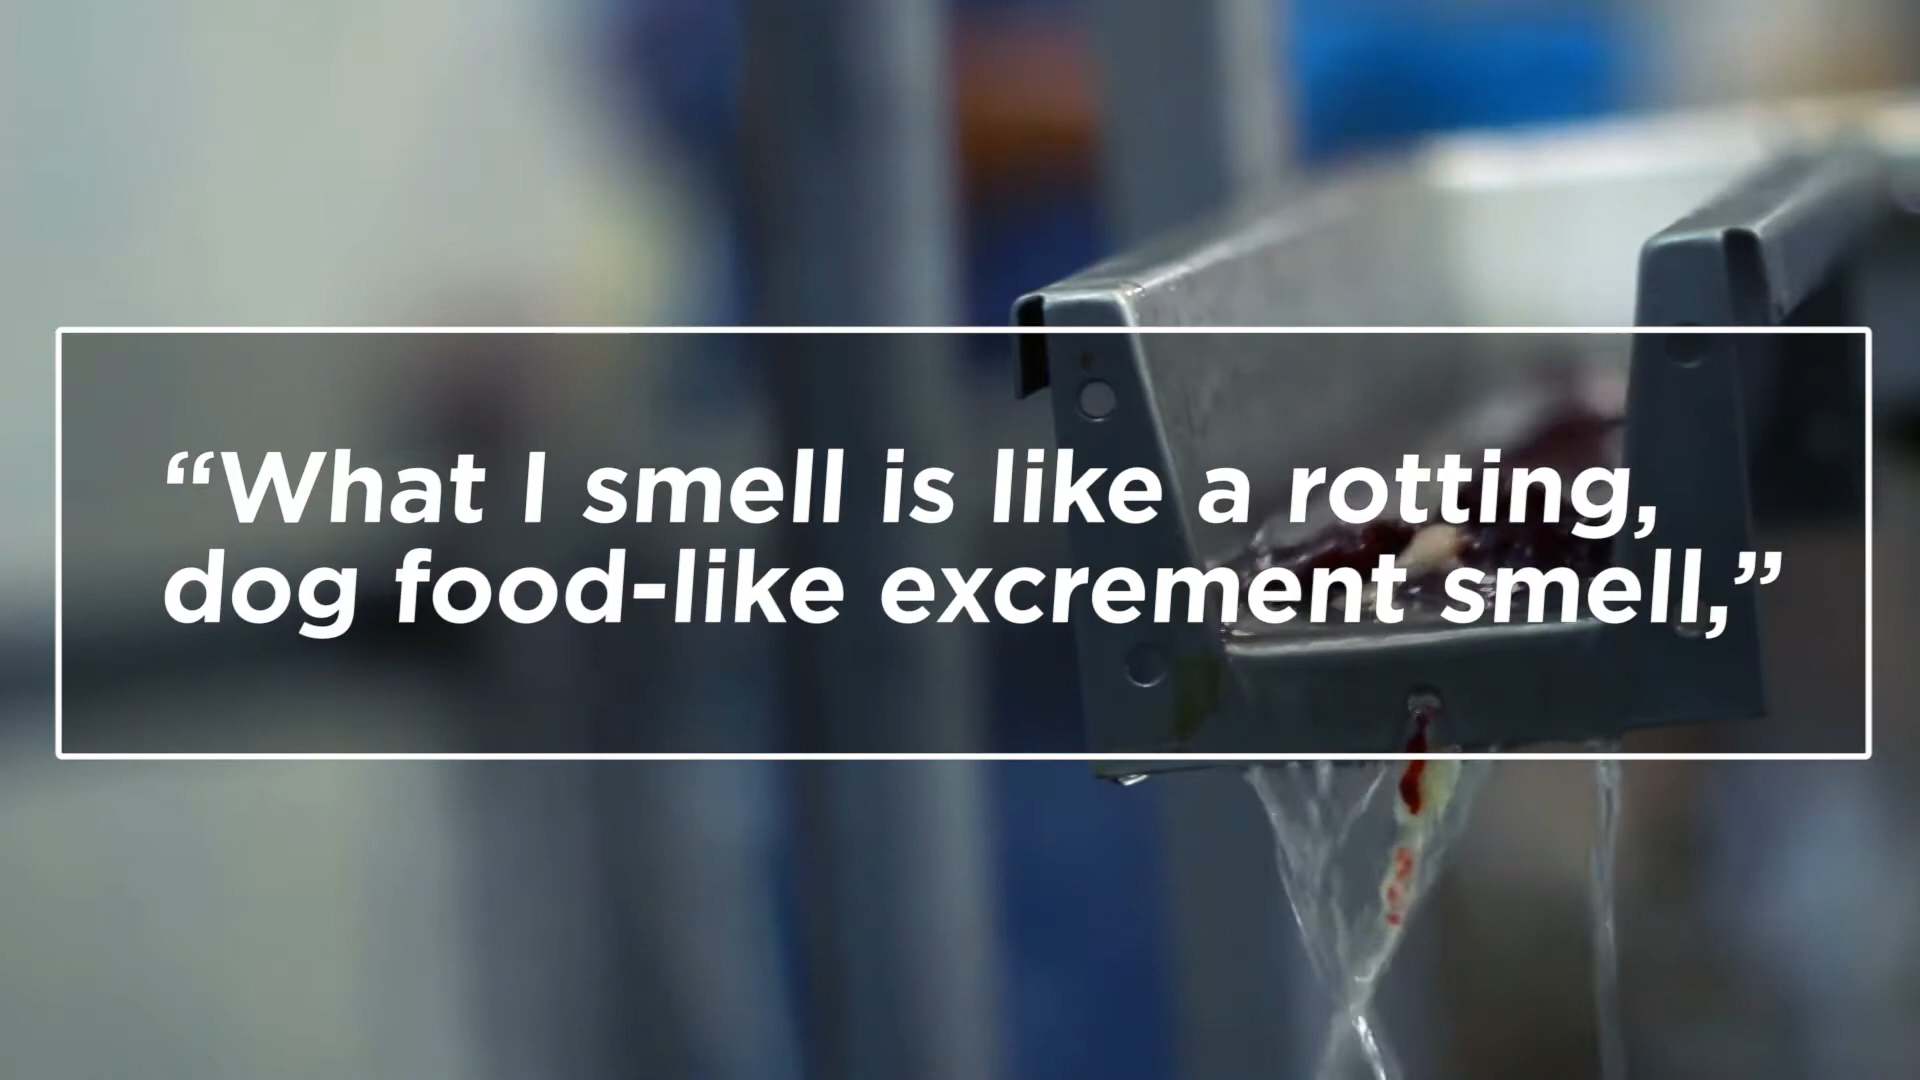 “What I smell is like a rotting,
dog food-like excrement smell,”